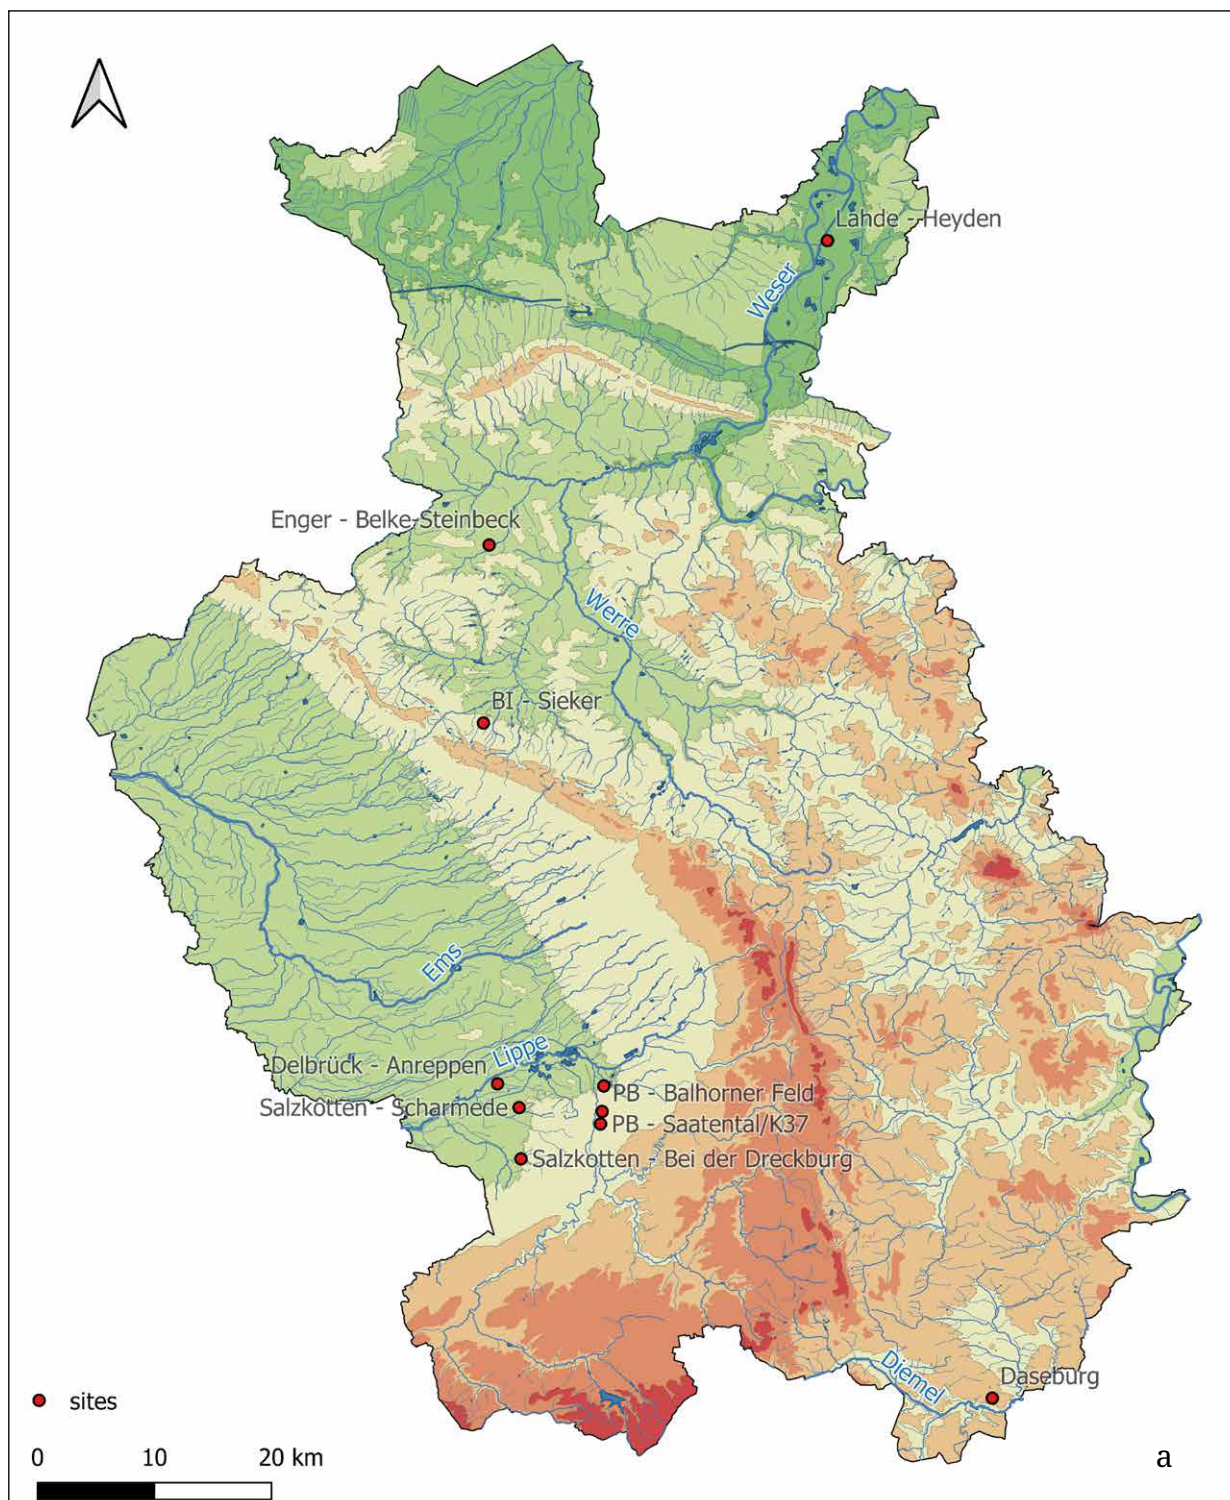 Lahde - Heyden
Weser
Enger - Belke-Steinbeck
Werre
BI - Sieker
Ems
Lippe
Delbrück - Anreppen
PB - Balhorner Feld
Salzkotten - Scharmede
PB - Saatental/K37
Salzkotten - Bei der Dreckburg
Diemel
Daseburg
sites
0 10 20 km
a